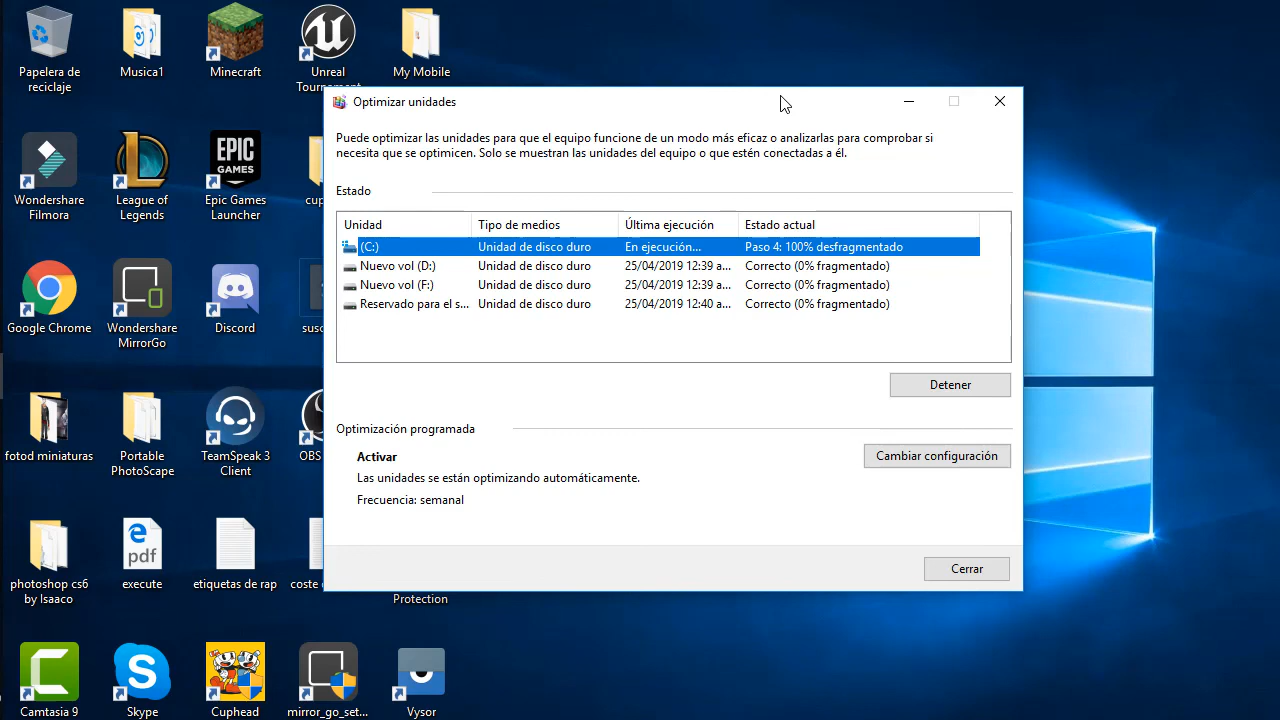 Papelera de
reciclaje
Musica1
Minecraft
Unreal
My Mobile
Optimizar unidades
Puede optimizar las unidades para que el equipo funcione de un modo más eficaz o analizarlas para comprobar si
necesita que se optimicen. Solo se muestran las unidades del equipo o que estén conectadas a él.
Estado
Unidad Tipo de medios Última ejecución Estado actual
(C:) Unidad de disco duro En ejecución... Paso 4: 100% desfragmentado
Nuevo vol (D:) Unidad de disco duro 25/04/2019 12:39 a... Correcto (0% fragmentado)
Nuevo vol (F:) Unidad de disco duro 25/04/2019 12:39 a... Correcto (0% fragmentado)
Reservado para el s... Unidad de disco duro 25/04/2019 12:40 a... Correcto (0% fragmentado)
Detener
Optimización programada
Activar
Cambiar configuración
Las unidades se están optimizando automáticamente.
Frecuencia: semanal
Cerrar
Wondershare
Filmora
League of
Legends
EPIC
GAMES
Epic Games
Launcher
Google Chrome
Wondershare
MirrorGo
Discord
fotod miniaturas
Portable
PhotoScape
TeamSpeak 3
Client
OBS
photoshop cs6
by Isaaco
pdf
execute
etiquetas de rap
coste
Protection
Camtasia 9
Skype
Cuphead
mirror_go_set...
Vysor